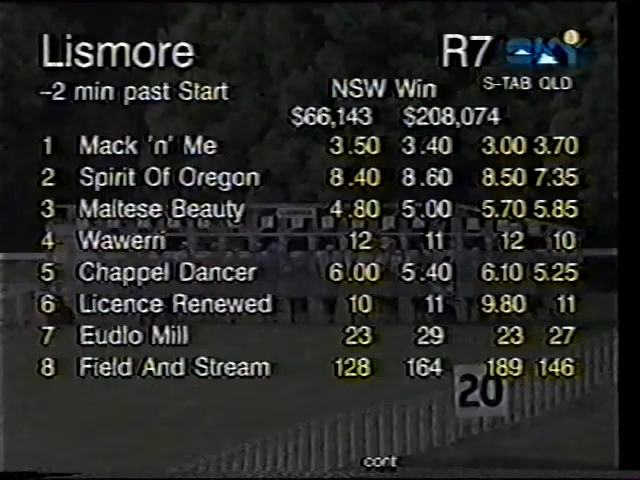 Lismore R7 SKY
-2 min past Start NSW Win S-TAB QLD
$66,143 $208,074
1 Mack 'n' Me 3.50 3.40 3.00 3.70
2 Spirit Of Oregon 8.40 8.60 8.50 7.35
3 Maltese Beauty 4.80 5.00 5.70 5.85
4 Wawerri 12 11 12 10
5 Chappel Dancer 6.00 5.40 6.10 5.25
6 Licence Renewed 10 11 9.80 11
7 Eudlo Mill 23 29 23 27
8 Field And Stream 128 164 189 146
20
cont